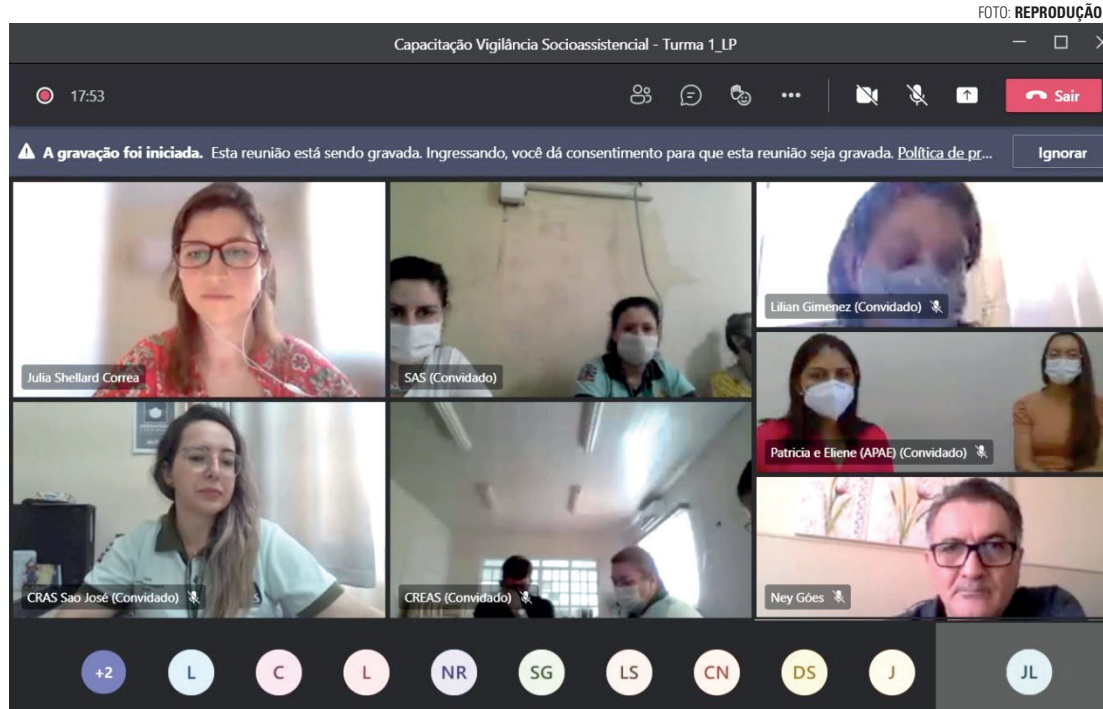 FOTO: REPRODUÇÃO
Capacitação Vigilância Socioassistencial - Turma 1_LP
17:53
Sair
A gravação foi iniciada. Esta reunião está sendo gravada. Ingressando, você dá consentimento para que esta reunião seja gravada. Política de pr...
Ignorar
Julia Shellard Correa
SAS (Convidado)
Lilian Gimenez (Convidado)
Patricia e Eliene (APAE) (Convidado)
CRAS Sao José (Convidado)
CREAS (Convidado)
Ney Góes
+2
L
C
L
NR
SG
LS
CN
DS
J
JL